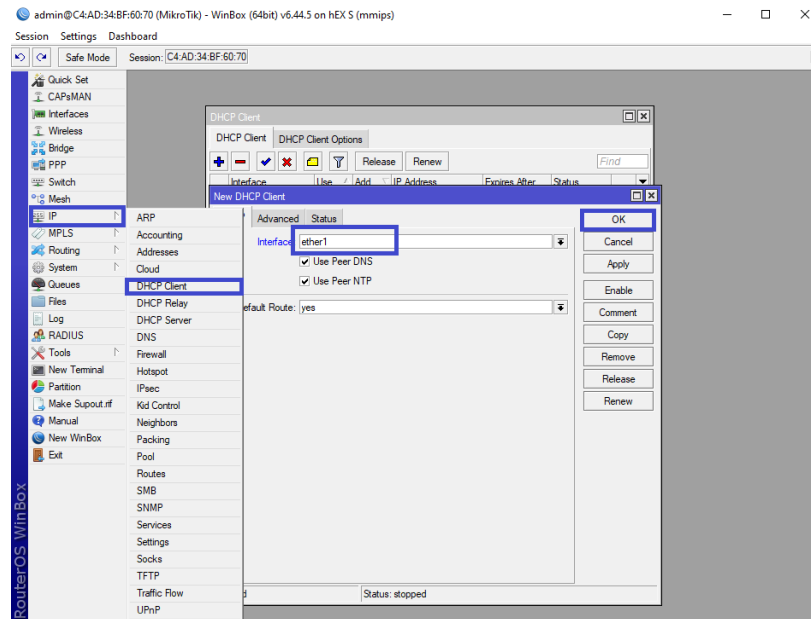 admin@C4:AD:34:BF:60:70 (MikroTik) - WinBox (64bit) v6.44.5 on hEX S (mmips)
Session Settings Dashboard
Safe Mode Session: C4:AD:34:BF:60:70
Quick Set
CAPsMAN
Interfaces
Wireless
Bridge
PPP
Switch
Mesh
IP
MPLS
Routing
System
Queues
Files
Log
RADIUS
Tools
New Terminal
Partition
Make Supout.rif
Manual
New WinBox
Exit
RouterOS WinBox
ARP
Accounting
Addresses
Cloud
DHCP Client
DHCP Relay
DHCP Server
DNS
Firewall
Hotspot
IPsec
Kid Control
Neighbors
Packing
Pool
Routes
SMB
SNMP
Services
Settings
Socks
TFTP
Traffic Flow
UPnP
DHCP Client
DHCP Client DHCP Client Options
Release Renew Find
Interface Use Add IP Address Expires After Status
New DHCP Client
Advanced Status
Interface ether1
Use Peer DNS
Use Peer NTP
efault Route: yes
OK
Cancel
Apply
Enable
Comment
Copy
Remove
Release
Renew
Status: stopped